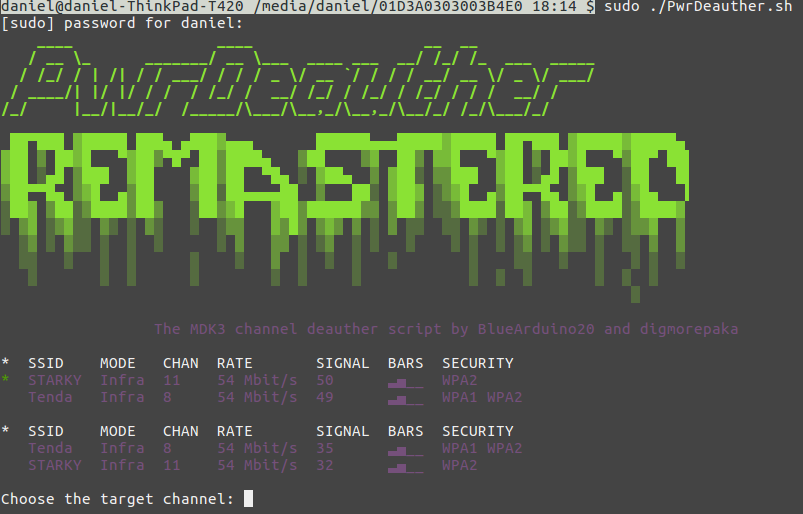 daniel@daniel-ThinkPad-T420 /media/daniel/01D3A0303003B4E0 18:14 $ sudo ./PwrDeauther.sh
[sudo] password for daniel:
PwrDeauther
REMASTERED
The MDK3 channel deauther script by BlueArduino20 and digmorepaka
* SSID MODE CHAN RATE SIGNAL BARS SECURITY
* STARKY Infra 11 54 Mbit/s 50 ▂▄__ WPA2
Tenda Infra 8 54 Mbit/s 49 ▂▄__ WPA1 WPA2
* SSID MODE CHAN RATE SIGNAL BARS SECURITY
Tenda Infra 8 54 Mbit/s 35 ▂▄__ WPA1 WPA2
STARKY Infra 11 54 Mbit/s 32 ▂▄__ WPA2
Choose the target channel: